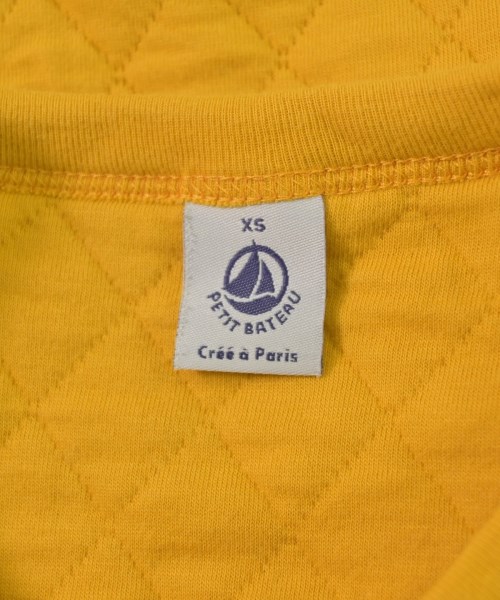 XS
PETIT BATEAU
Créé à Paris